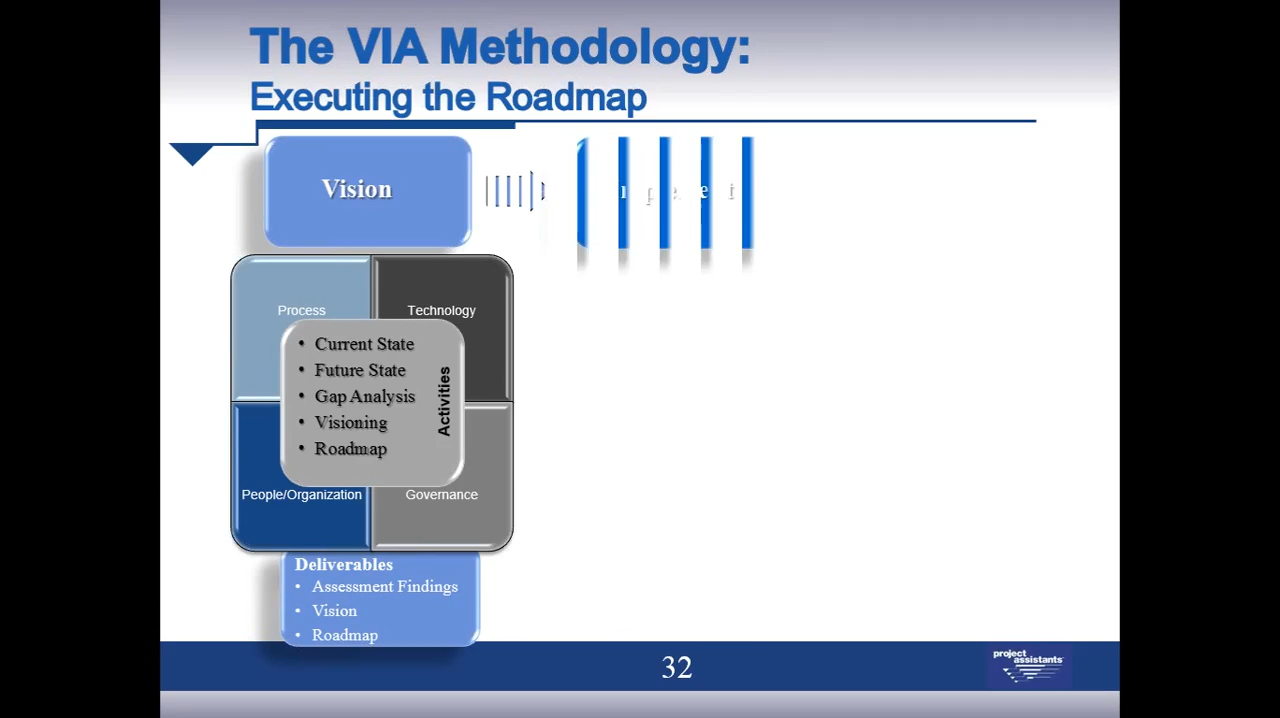 The VIA Methodology:
Executing the Roadmap
Vision
Process
Technology
• Current State
• Future State
• Gap Analysis
• Visioning
• Roadmap
Activities
People/Organization
Governance
Deliverables
• Assessment Findings
• Vision
• Roadmap
32
project
assistants